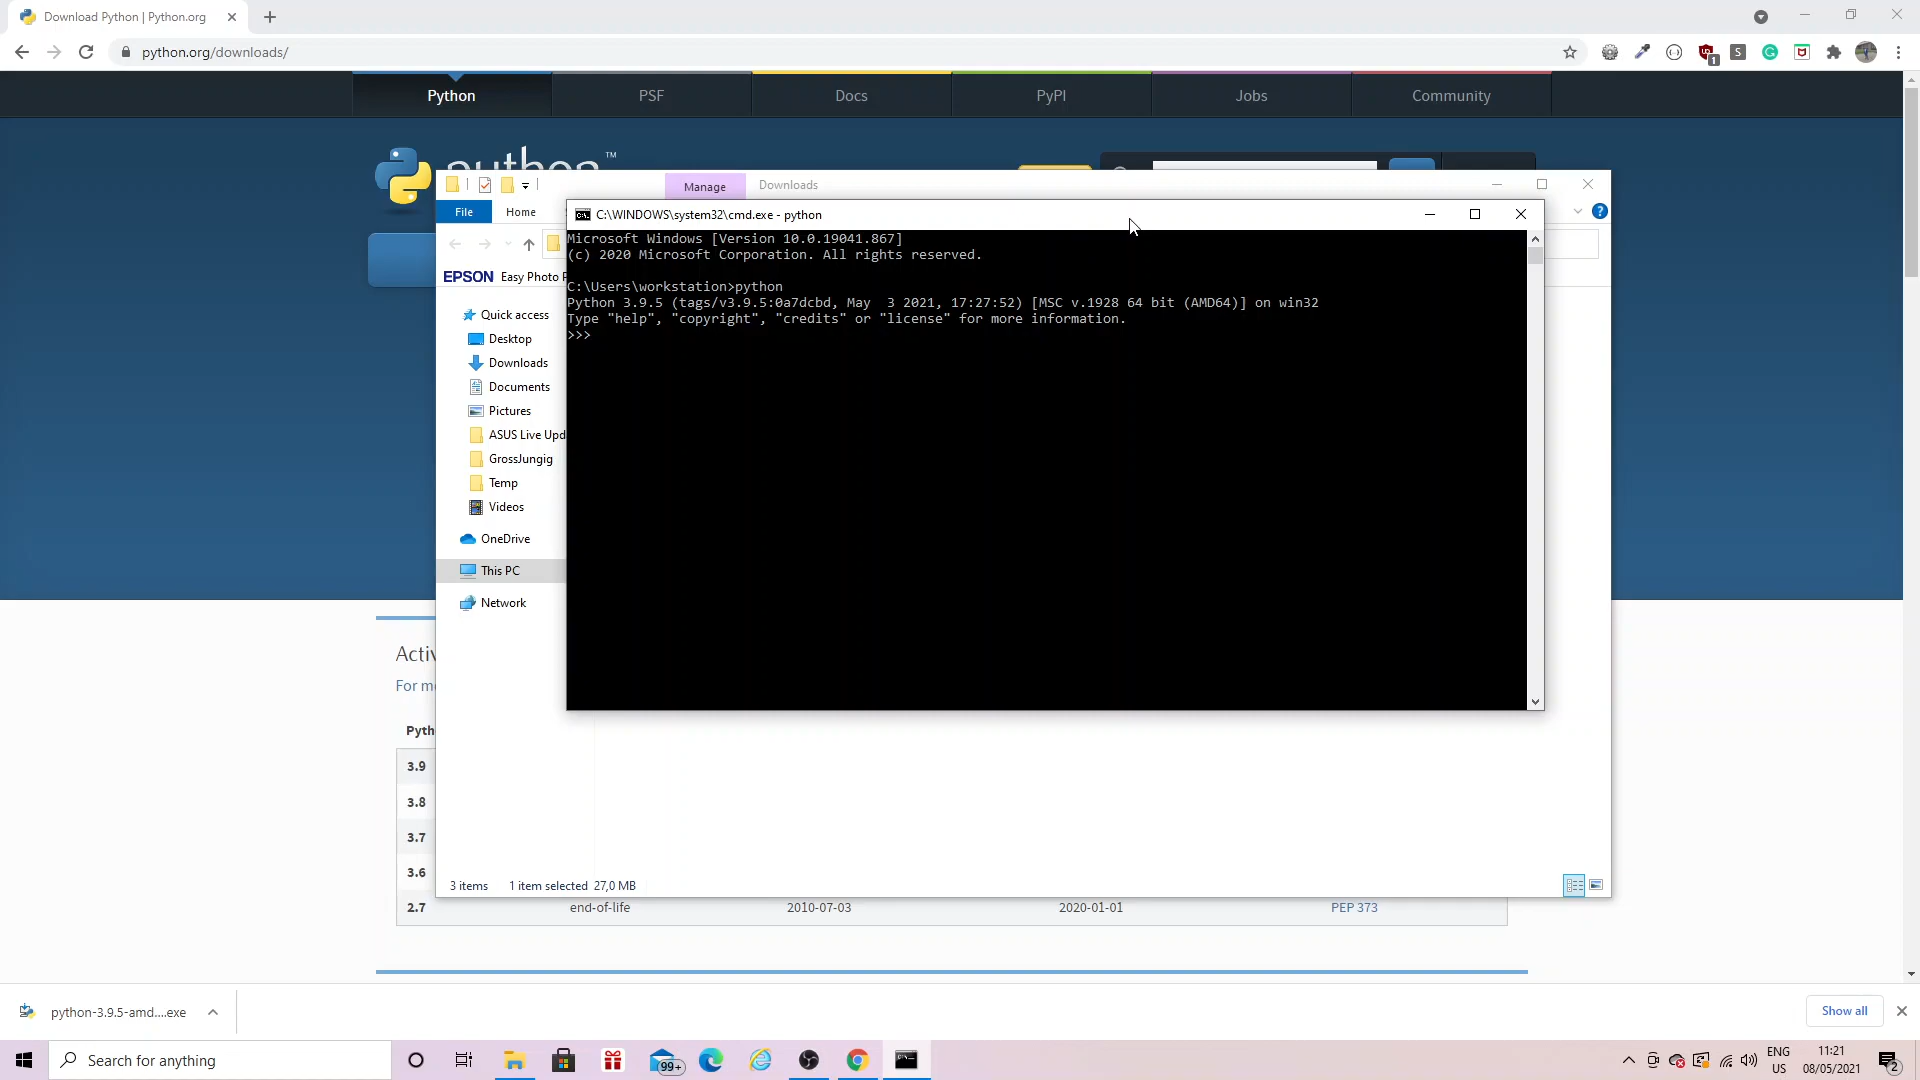 Download Python | Python.org
python.org/downloads/
1
S
Python
PSF
Docs
PyPI
Jobs
Community
TM
Manage
Downloads
File
Home
EPSON Easy Photo
C:\WINDOWS\system32\cmd.exe - python
Microsoft Windows [Version 10.0.19041.867]
(c) 2020 Microsoft Corporation. All rights reserved.
C:\Users\workstation>python
Python 3.9.5 (tags/v3.9.5:0a7dcbd, May  3 2021, 17:27:52) [MSC v.1928 64 bit (AMD64)] on win32
Type "help", "copyright", "credits" or "license" for more information.
>>>
Quick access
Desktop
Downloads
Documents
Pictures
ASUS Live Upd
GrossJungig
Temp
Videos
OneDrive
This PC
Network
3 items
1 item selected 27,0 MB
Activ
For m
Pyth
3.9
3.8
3.7
3.6
2.7 end-of-life 2010-07-03 2020-01-01 PEP 373
python-3.9.5-amd....exe
Show all
Search for anything
99+
ENG
US
11:21
08/05/2021
2